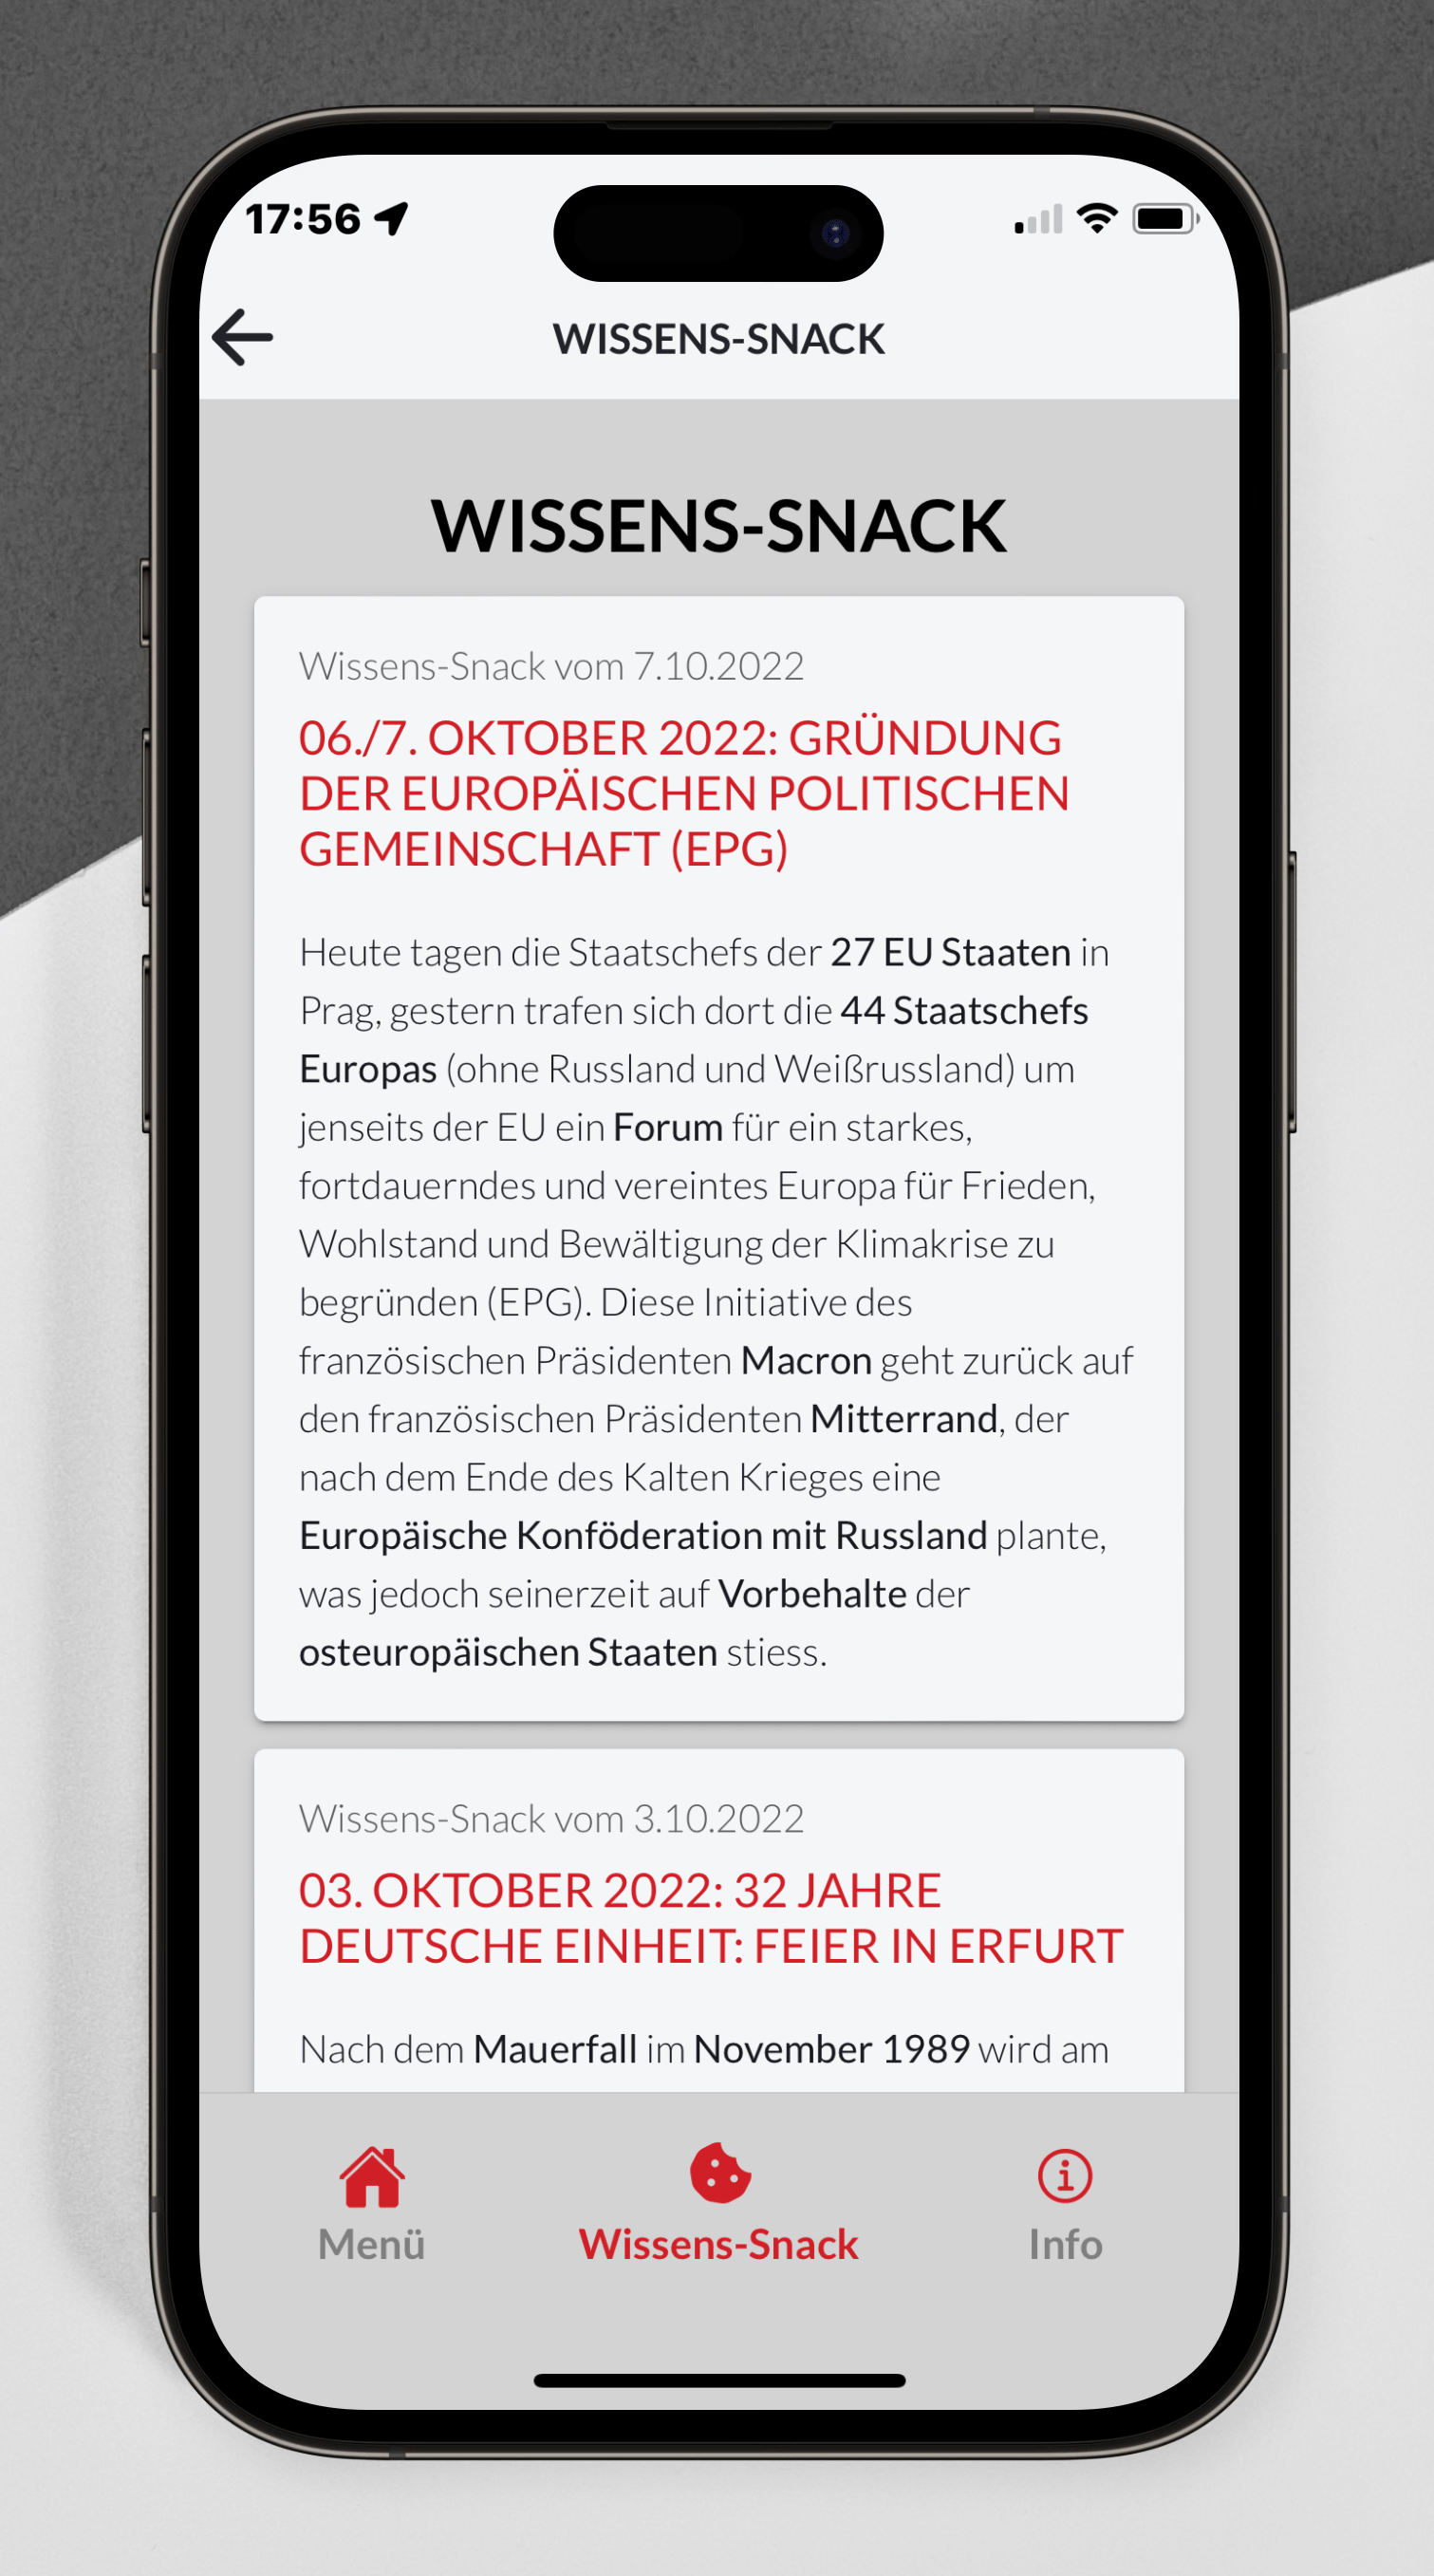 17:56
WISSENS-SNACK
WISSENS-SNACK
Wissens-Snack vom 7.10.2022
06./7. OKTOBER 2022: GRÜNDUNG
DER EUROPÄISCHEN POLITISCHEN
GEMEINSCHAFT (EPG)
Heute tagen die Staatschefs der 27 EU Staaten in
Prag, gestern trafen sich dort die 44 Staatschefs
Europas (ohne Russland und Weißrussland) um
jenseits der EU ein Forum für ein starkes,
fortdauerndes und vereintes Europa für Frieden,
Wohlstand und Bewältigung der Klimakrise zu
begründen (EPG). Diese Initiative des
französischen Präsidenten Macron geht zurück auf
den französischen Präsidenten Mitterrand, der
nach dem Ende des Kalten Krieges eine
Europäische Konföderation mit Russland plante,
was jedoch seinerzeit auf Vorbehalte der
osteuropäischen Staaten stiess.
Wissens-Snack vom 3.10.2022
03. OKTOBER 2022: 32 JAHRE
DEUTSCHE EINHEIT: FEIER IN ERFURT
Nach dem Mauerfall im November 1989 wird am
Menü
Wissens-Snack
Info